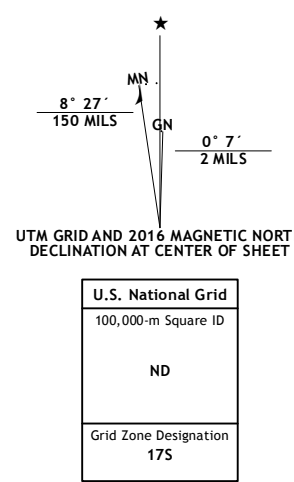 ★
MN
8° 27´
150 MILS
GN
0° 7´
2 MILS
UTM GRID AND 2016 MAGNETIC NORT
DECLINATION AT CENTER OF SHEET
U.S. National Grid
100,000-m Square ID
ND
Grid Zone Designation
17S